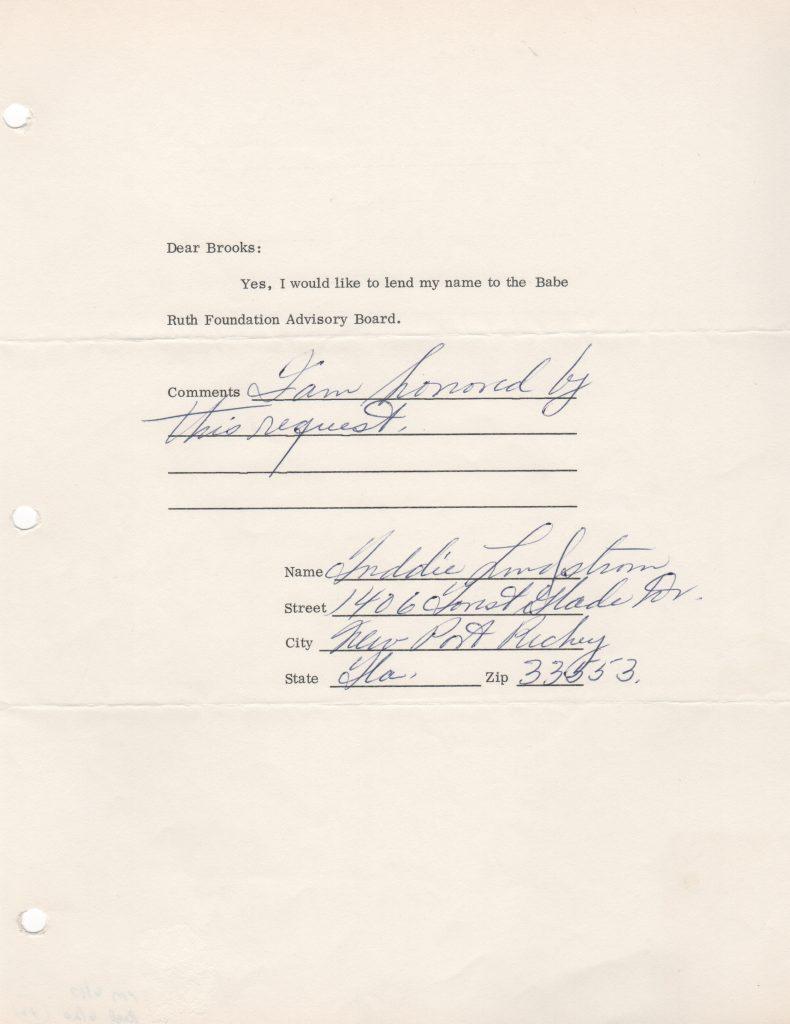 Dear Brooks:
Yes, I would like to lend my name to the Babe
Ruth Foundation Advisory Board.
Comments I am honored by
this request.
Name Freddie Lindstrom
Street 1406 Forst Glade Dr.
City New Port Richey
State Fla. Zip 33553.